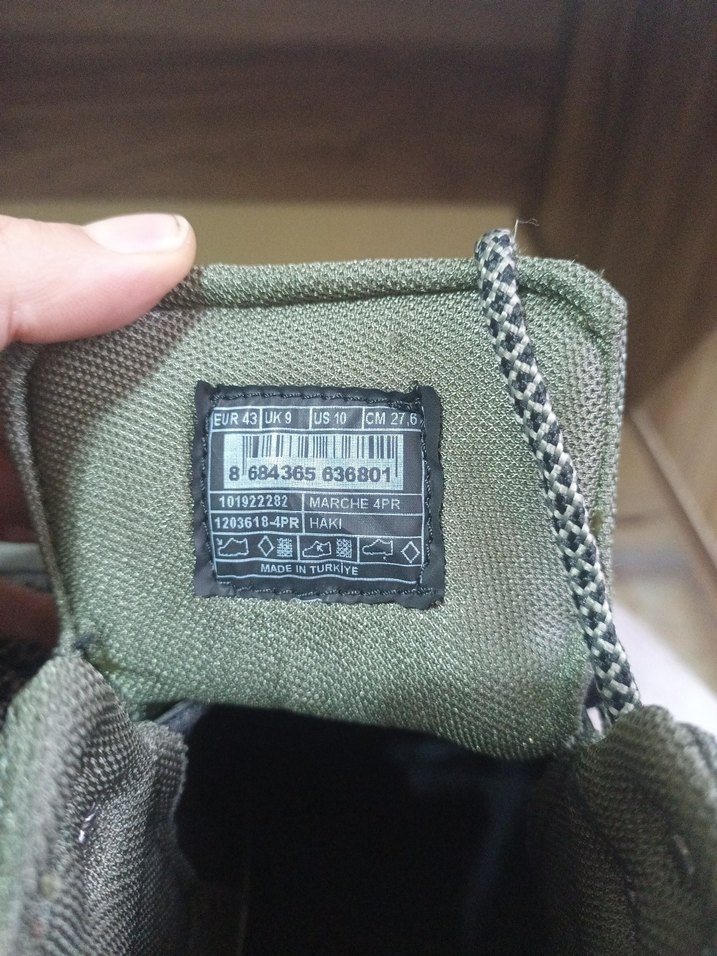 EUR 43 UK 9 US 10 CM 27,6
8 684365 636801
101922282 MARCHE 4PR
1203618-4PR HAKİ
MADE IN TURKİYE